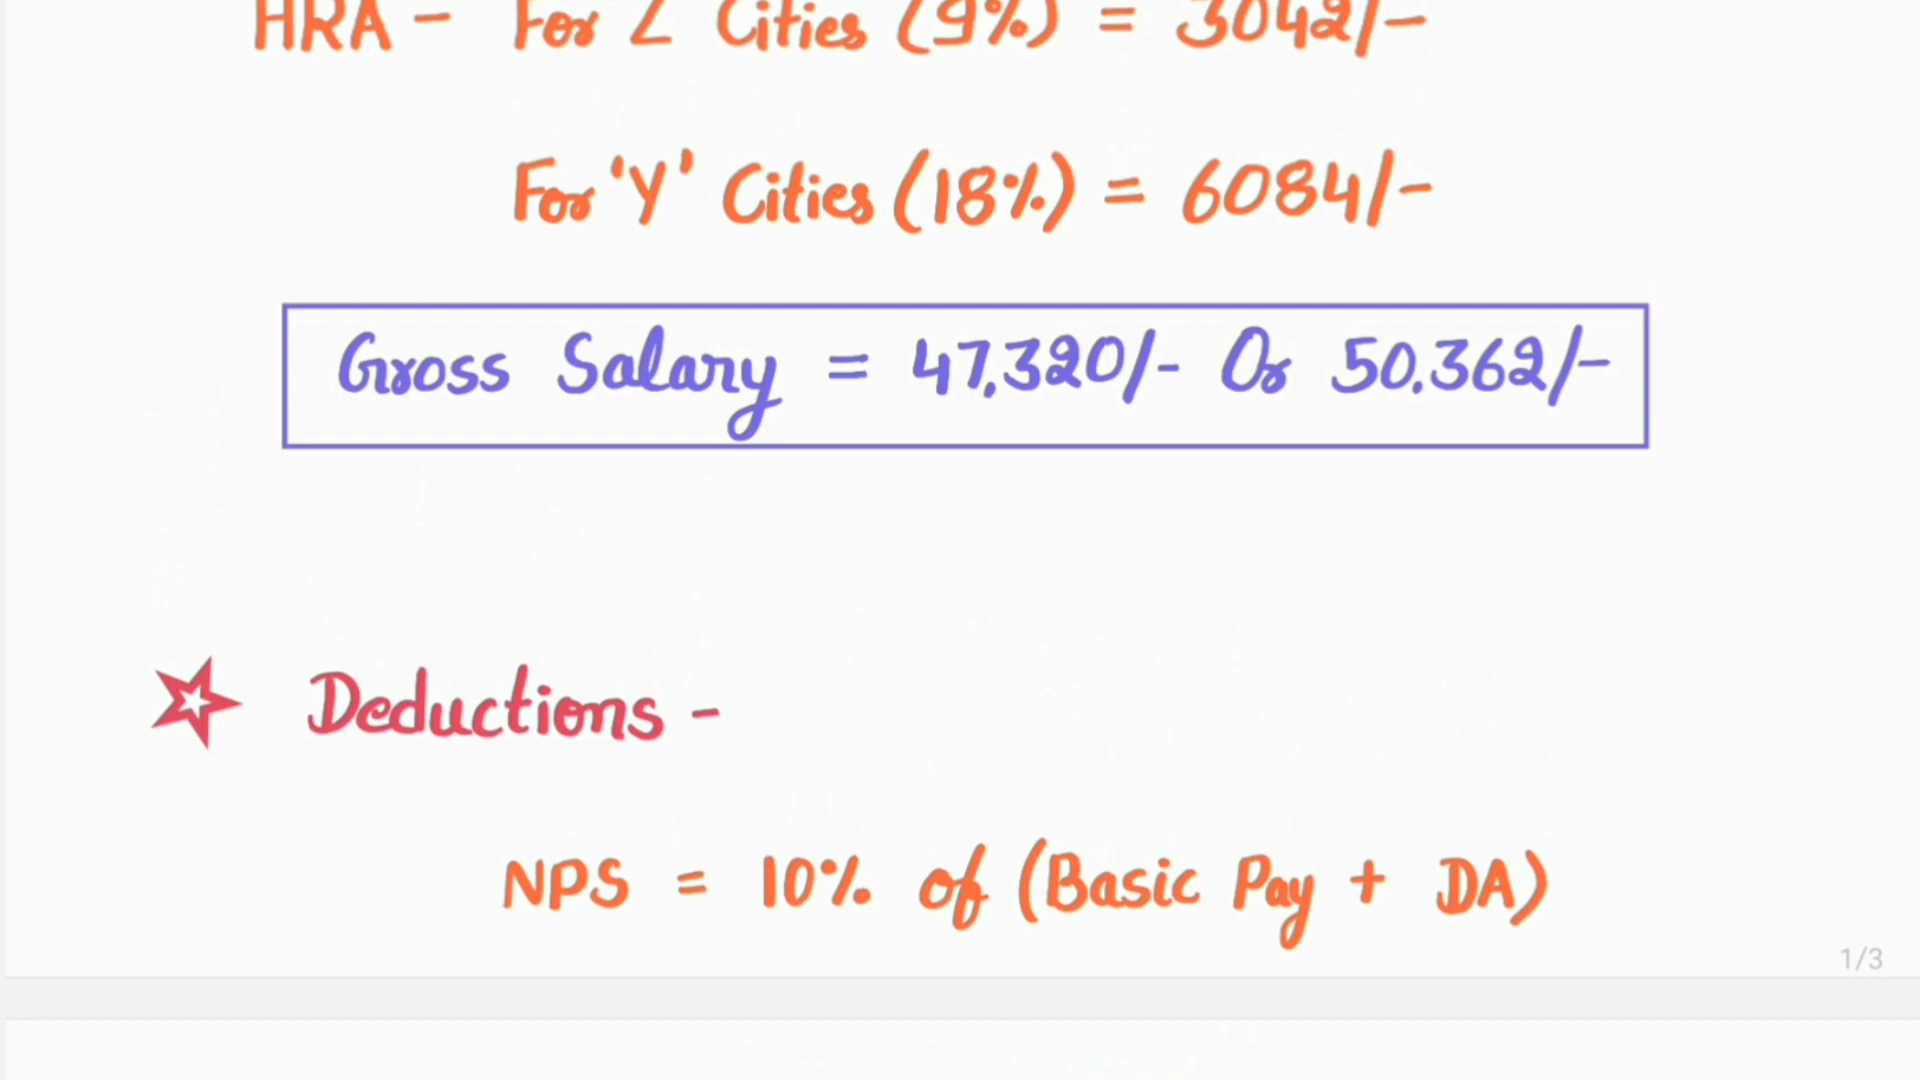 HRA - For Z Cities (9%) = 3042/-
For 'Y' Cities (18%) = 6084/-
Gross Salary = 47,320/- Or 50,362/-
Deductions -
NPS = 10% of (Basic Pay + DA)
1/3